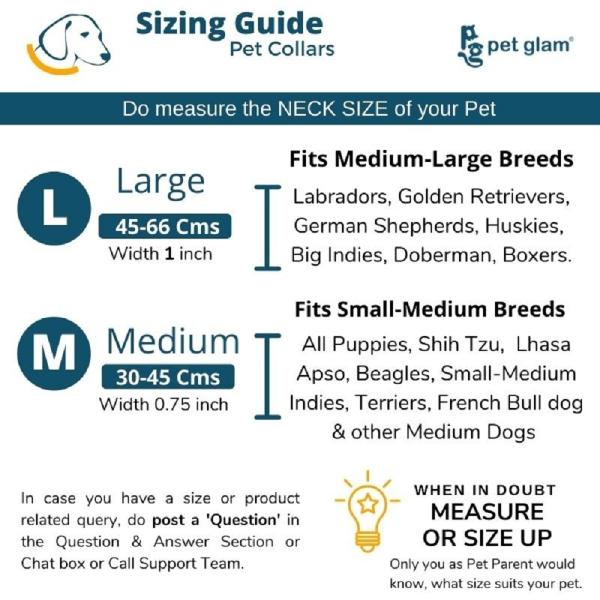 Sizing Guide
Pet Collars
pg pet glam®
Do measure the NECK SIZE of your Pet
L
Large
45-66 Cms
Width 1 inch
Fits Medium-Large Breeds
Labradors, Golden Retrievers,
German Shepherds, Huskies,
Big Indies, Doberman, Boxers.
M
Medium
30-45 Cms
Width 0.75 inch
Fits Small-Medium Breeds
All Puppies, Shih Tzu, Lhasa
Apso, Beagles, Small-Medium
Indies, Terriers, French Bull dog
& other Medium Dogs
In case you have a size or product
related query, do post a 'Question' in
the Question & Answer Section or
Chat box or Call Support Team.
WHEN IN DOUBT
MEASURE
OR SIZE UP
Only you as Pet Parent would
know, what size suits your pet.